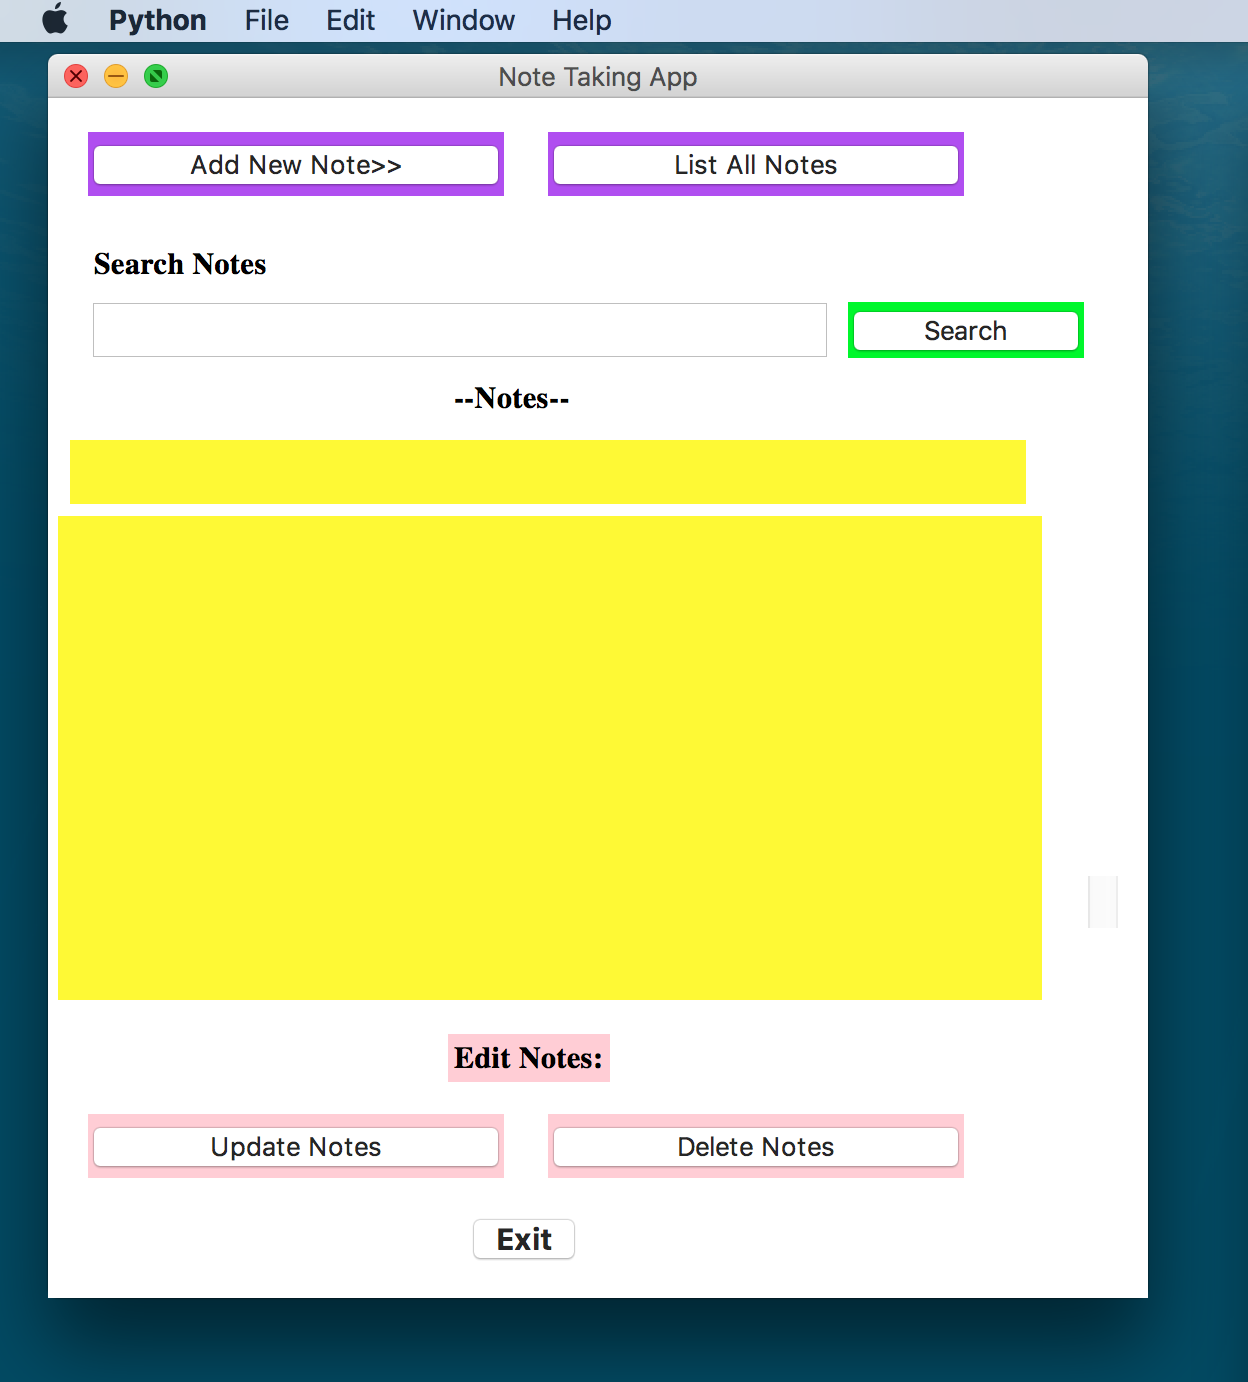 Python File Edit Window Help
Note Taking App
Add New Note>> List All Notes
Search Notes
Search
--Notes--
Edit Notes:
Update Notes Delete Notes
Exit